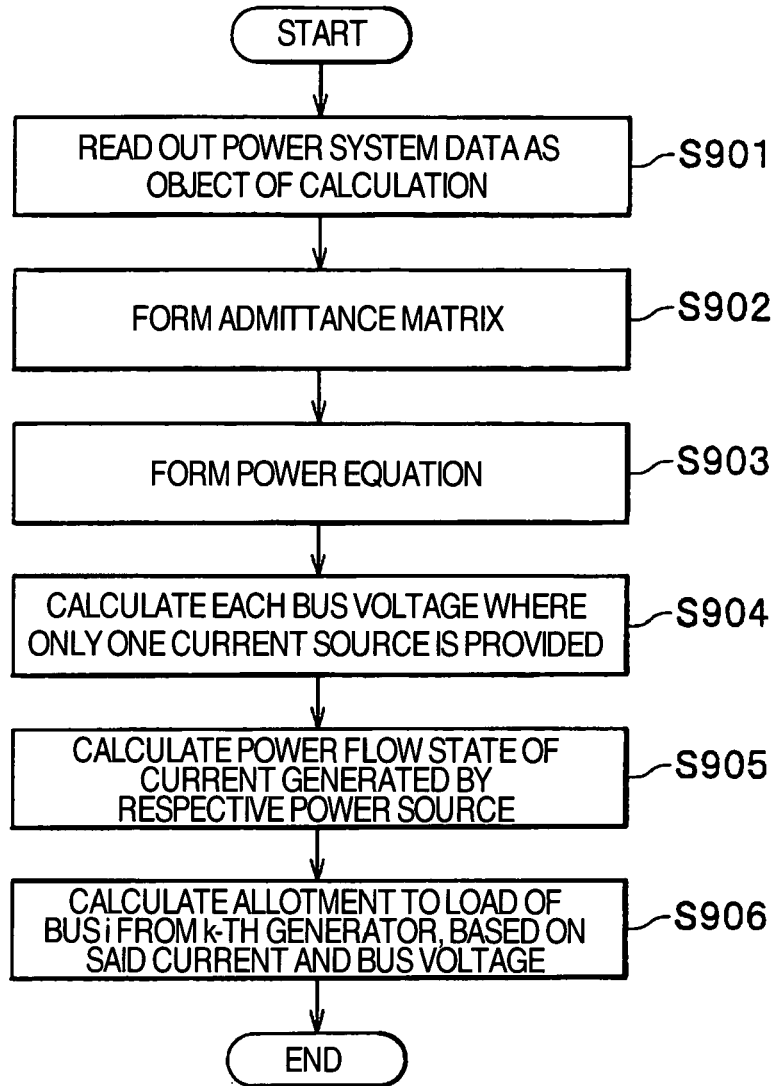 START
READ OUT POWER SYSTEM DATA AS
OBJECT OF CALCULATION
S901
FORM ADMITTANCE MATRIX
S902
FORM POWER EQUATION
S903
CALCULATE EACH BUS VOLTAGE WHERE
ONLY ONE CURRENT SOURCE IS PROVIDED
S904
CALCULATE POWER FLOW STATE OF
CURRENT GENERATED BY
RESPECTIVE POWER SOURCE
S905
CALCULATE ALLOTMENT TO LOAD OF
BUS i FROM k-TH GENERATOR, BASED ON
SAID CURRENT AND BUS VOLTAGE
S906
END